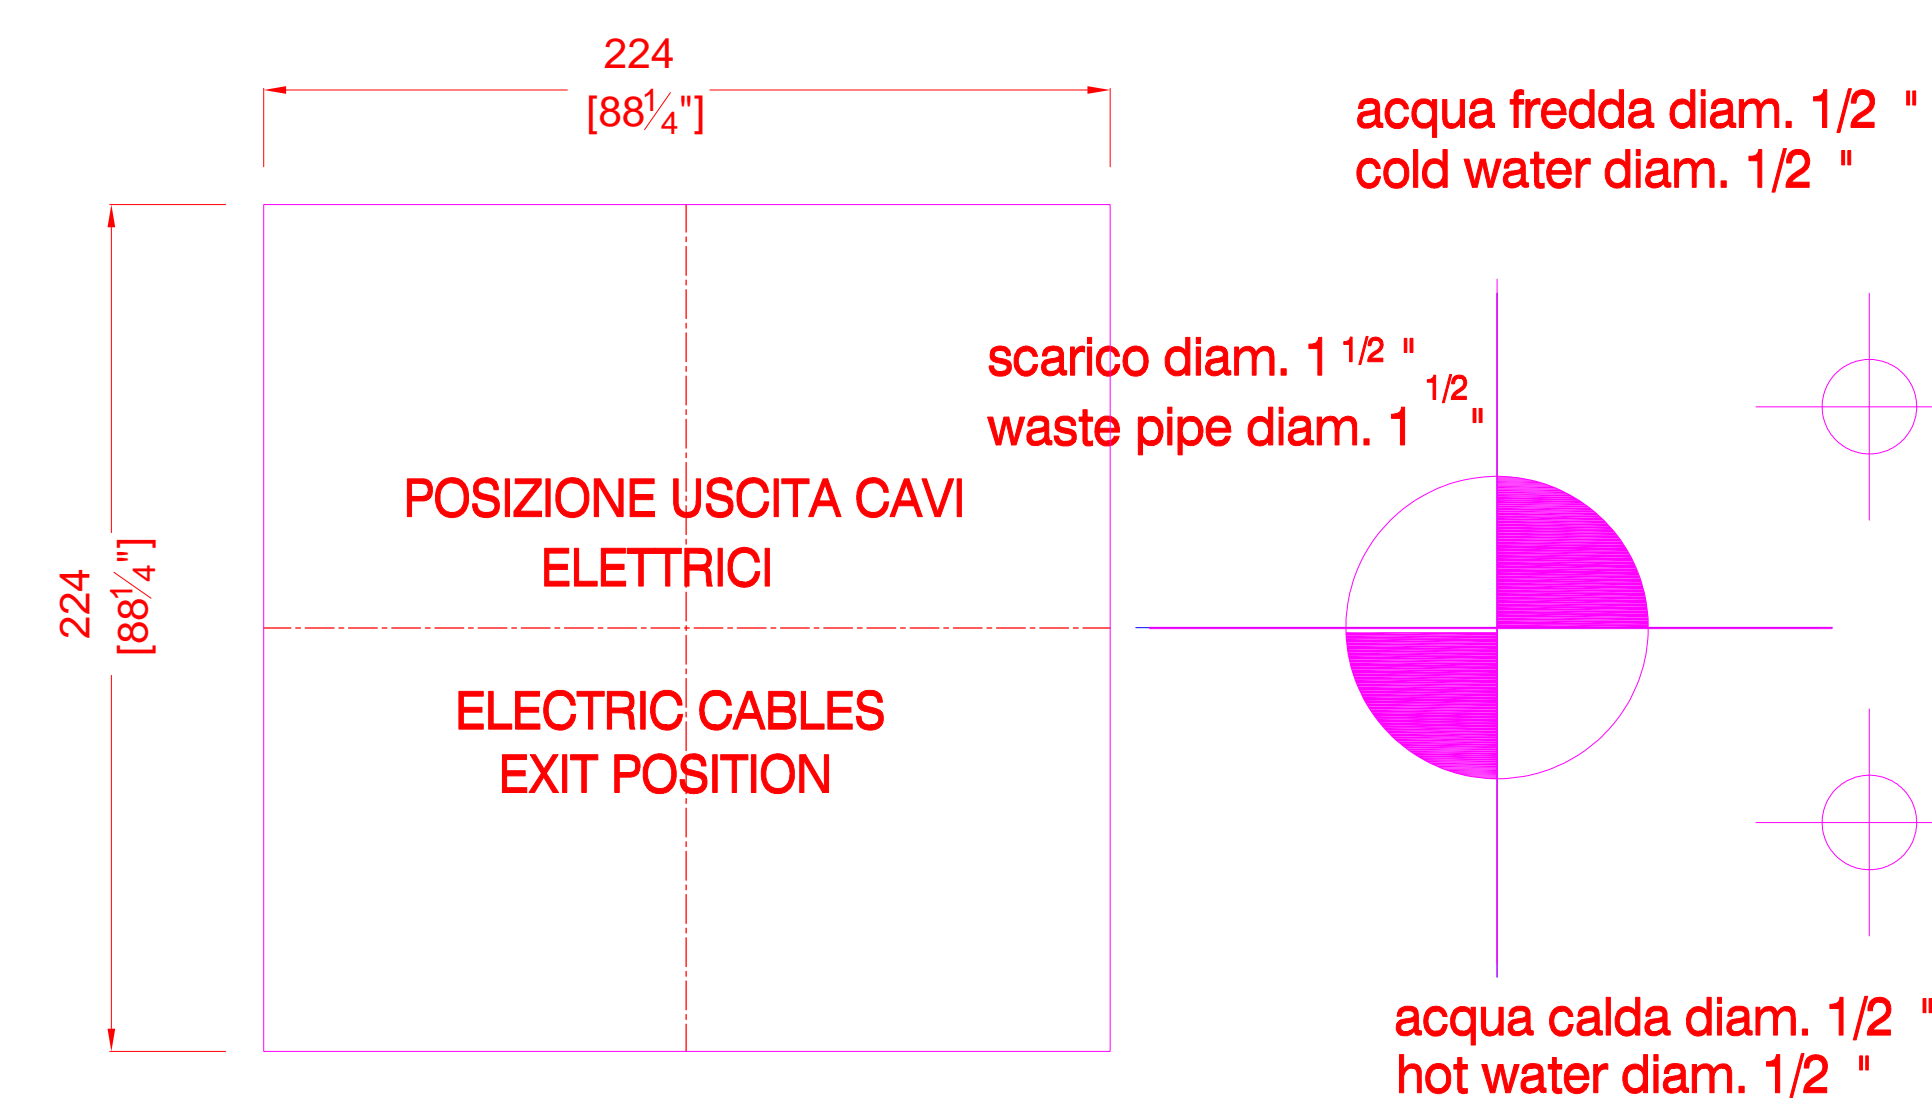 224
[88¼"]
acqua fredda diam. 1/2 "
cold water diam. 1/2 "
scarico diam. 1 1/2 "
waste pipe diam. 1 1/2 "
POSIZIONE USCITA CAVI
ELETTRICI
224
[88¼"]
ELECTRIC CABLES
EXIT POSITION
acqua calda diam. 1/2 "
hot water diam. 1/2 "